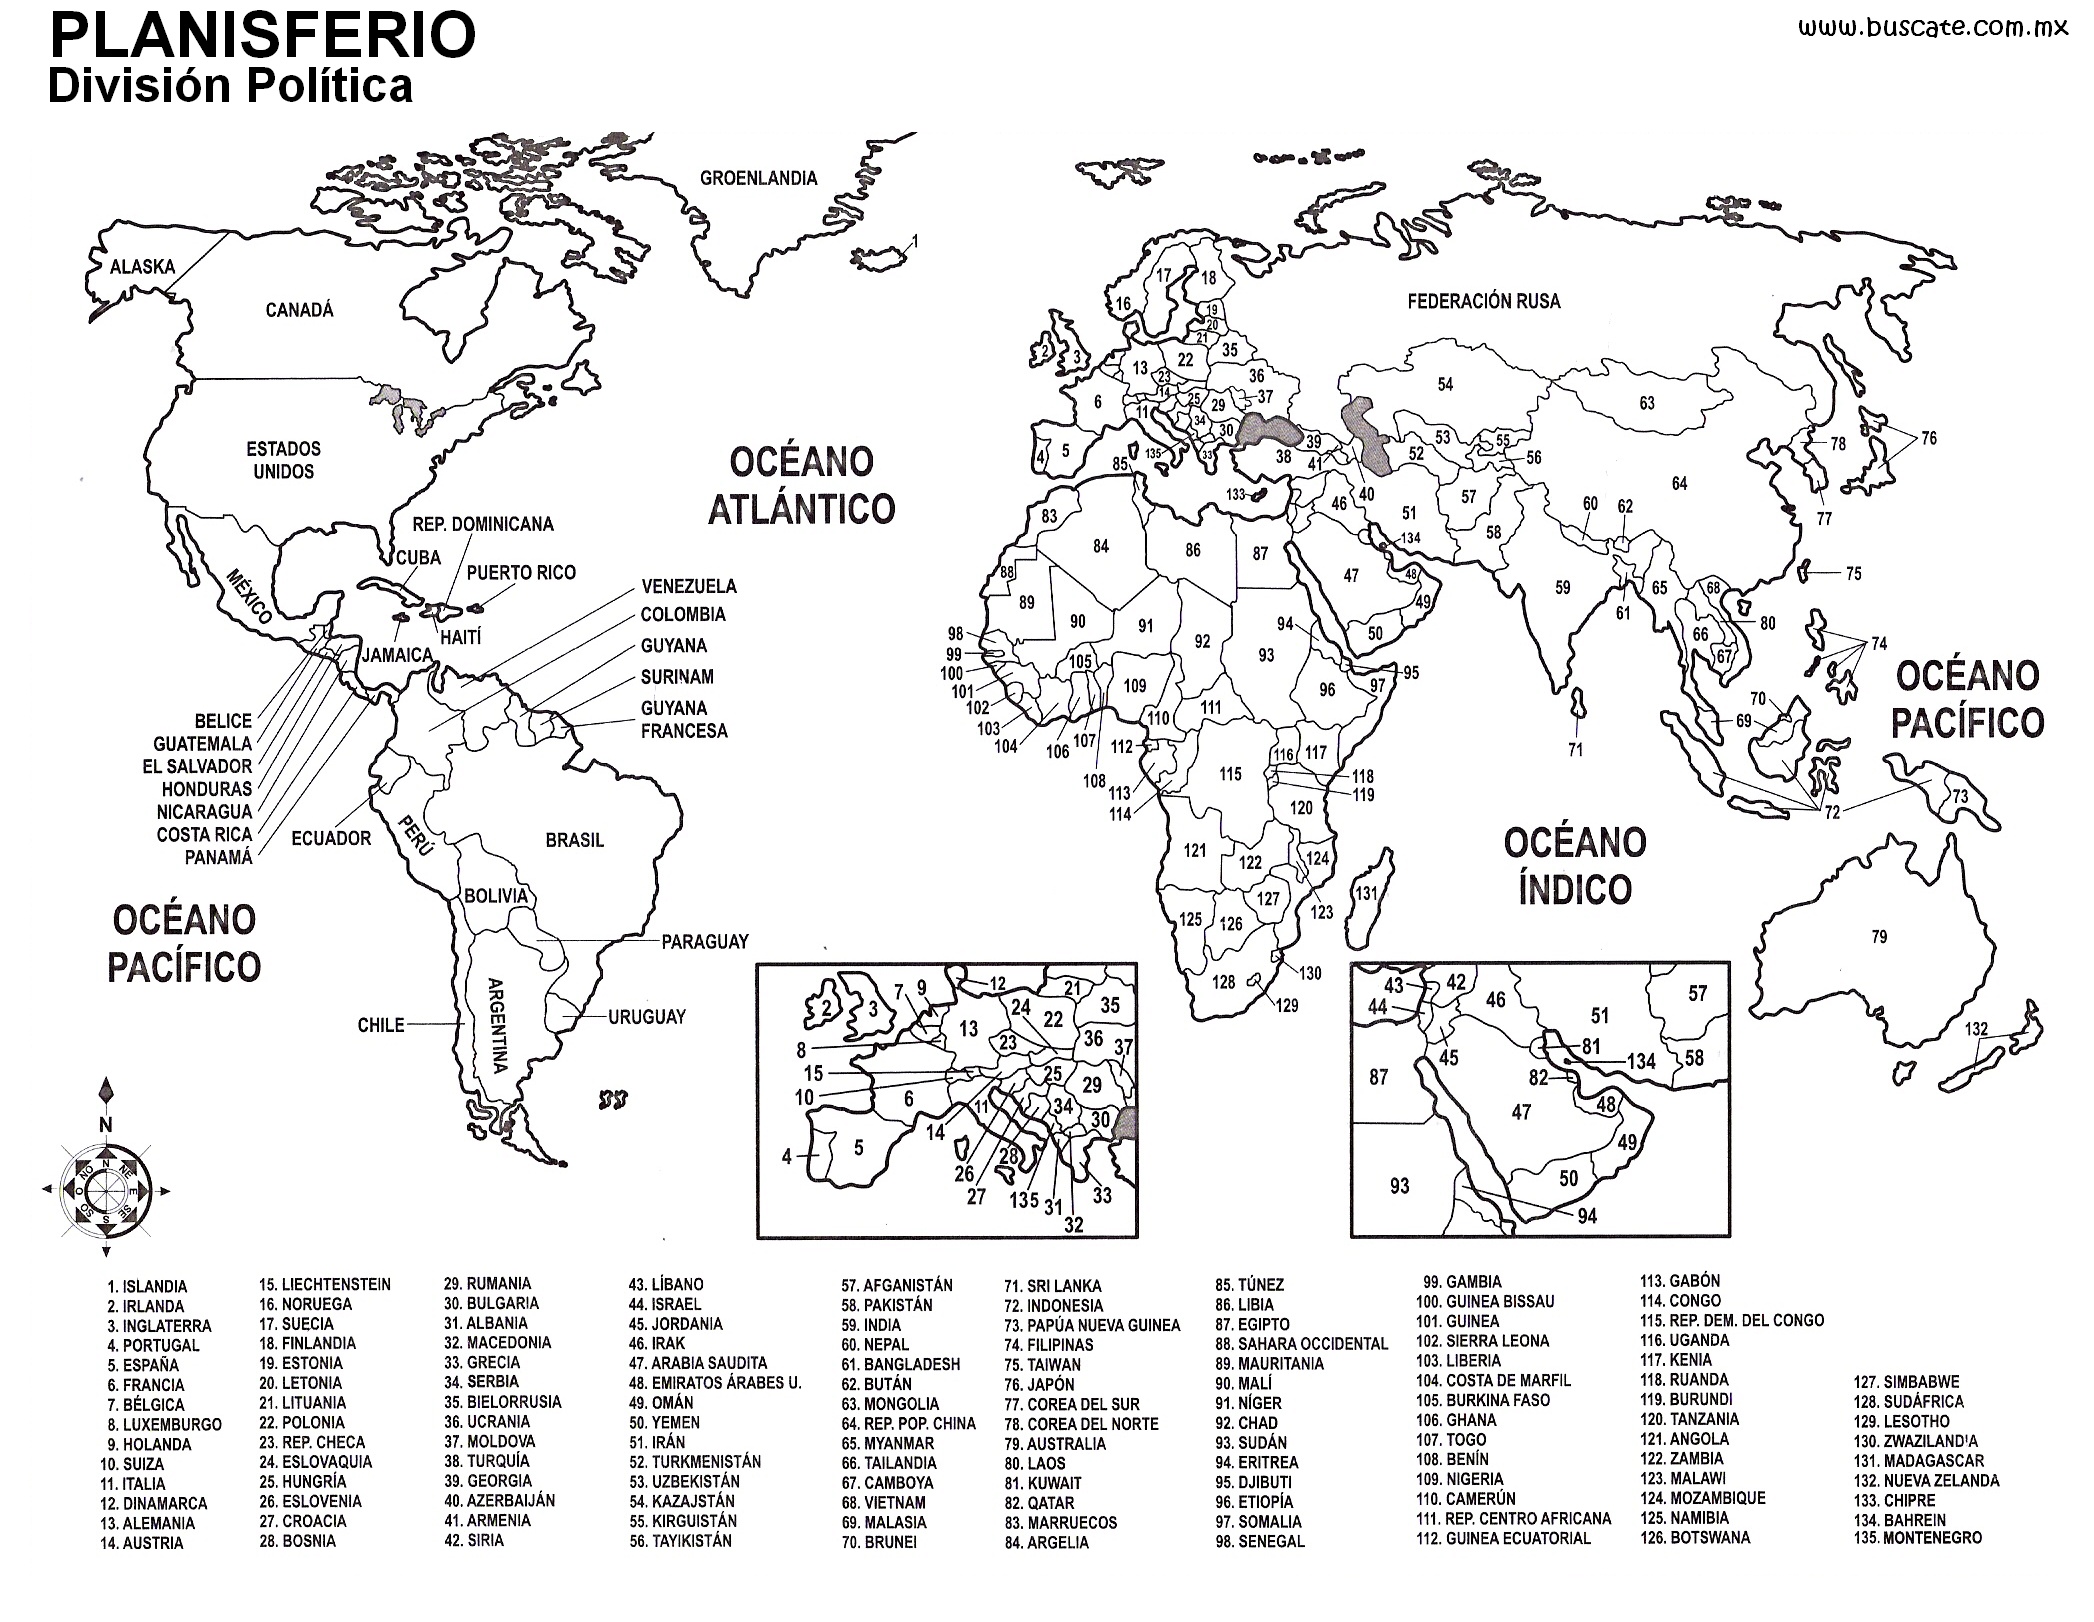 PLANISFERIO
División Política
www.buscate.com.mx
GROENLANDIA
1
ALASKA
CANADÁ
FEDERACIÓN RUSA
17
18
16
19
20
21
2
3
13
22
35
23
36
54
14
25
29
37
63
6
11
34
30
39
53
55
78
76
ESTADOS
UNIDOS
OCÉANO
ATLÁNTICO
4
5
85
135
33
38
41
52
56
133
46
40
57
64
83
51
58
60
62
77
REP. DOMINICANA
CUBA
PUERTO RICO
MÉXICO
HAITÍ
JAMAICA
84
86
87
134
88
47
48
59
65
68
75
89
49
61
90
91
92
94
50
66
80
98
99
100
101
102
103
104
105
93
67
74
109
96
97
95
106
107
108
110
111
70
69
71
OCÉANO
PACÍFICO
112
113
114
115
116
117
118
119
72
73
VENEZUELA
COLOMBIA
GUYANA
SURINAM
GUYANA
FRANCESA
BELICE
GUATEMALA
EL SALVADOR
HONDURAS
NICARAGUA
COSTA RICA
PANAMÁ
ECUADOR
PERÚ
BRASIL
120
OCÉANO
ÍNDICO
121
122
124
BOLIVIA
131
127
123
OCÉANO
PACÍFICO
125
126
79
PARAGUAY
128
130
129
ARGENTINA
CHILE
URUGUAY
132
N
N
NE
E
SE
S
SO
O
NO
7
9
12
21
2
3
24
35
13
22
8
23
36
37
15
25
29
10
6
11
34
30
14
4
5
28
26
27
135
31
32
33
43
42
46
57
44
51
45
81
134
58
87
82
47
48
49
93
50
94
1. ISLANDIA
2. IRLANDA
3. INGLATERRA
4. PORTUGAL
5. ESPAÑA
6. FRANCIA
7. BÉLGICA
8. LUXEMBURGO
9. HOLANDA
10. SUIZA
11. ITALIA
12. DINAMARCA
13. ALEMANIA
14. AUSTRIA
15. LIECHTENSTEIN
16. NORUEGA
17. SUECIA
18. FINLANDIA
19. ESTONIA
20. LETONIA
21. LITUANIA
22. POLONIA
23. REP. CHECA
24. ESLOVAQUIA
25. HUNGRÍA
26. ESLOVENIA
27. CROACIA
28. BOSNIA
29. RUMANIA
30. BULGARIA
31. ALBANIA
32. MACEDONIA
33. GRECIA
34. SERBIA
35. BIELORRUSIA
36. UCRANIA
37. MOLDOVA
38. TURQUÍA
39. GEORGIA
40. AZERBAIJÁN
41. ARMENIA
42. SIRIA
43. LÍBANO
44. ISRAEL
45. JORDANIA
46. IRAK
47. ARABIA SAUDITA
48. EMIRATOS ÁRABES U.
49. OMÁN
50. YEMEN
51. IRÁN
52. TURKMENISTÁN
53. UZBEKISTÁN
54. KAZAJSTÁN
55. KIRGUISTÁN
56. TAYIKISTÁN
57. AFGANISTÁN
58. PAKISTÁN
59. INDIA
60. NEPAL
61. BANGLADESH
62. BUTÁN
63. MONGOLIA
64. REP. POP. CHINA
65. MYANMAR
66. TAILANDIA
67. CAMBOYA
68. VIETNAM
69. MALASIA
70. BRUNEI
71. SRI LANKA
72. INDONESIA
73. PAPÚA NUEVA GUINEA
74. FILIPINAS
75. TAIWAN
76. JAPÓN
77. COREA DEL SUR
78. COREA DEL NORTE
79. AUSTRALIA
80. LAOS
81. KUWAIT
82. QATAR
83. MARRUECOS
84. ARGELIA
85. TÚNEZ
86. LIBIA
87. EGIPTO
88. SAHARA OCCIDENTAL
89. MAURITANIA
90. MALÍ
91. NÍGER
92. CHAD
93. SUDÁN
94. ERITREA
95. DJIBUTI
96. ETIOPÍA
97. SOMALIA
98. SENEGAL
99. GAMBIA
100. GUINEA BISSAU
101. GUINEA
102. SIERRA LEONA
103. LIBERIA
104. COSTA DE MARFIL
105. BURKINA FASO
106. GHANA
107. TOGO
108. BENÍN
109. NIGERIA
110. CAMERÚN
111. REP. CENTRO AFRICANA
112. GUINEA ECUATORIAL
113. GABÓN
114. CONGO
115. REP. DEM. DEL CONGO
116. UGANDA
117. KENIA
118. RUANDA
119. BURUNDI
120. TANZANIA
121. ANGOLA
122. ZAMBIA
123. MALAWI
124. MOZAMBIQUE
125. NAMIBIA
126. BOTSWANA
127. SIMBABWE
128. SUDÁFRICA
129. LESOTHO
130. ZWAZILANDIA
131. MADAGASCAR
132. NUEVA ZELANDA
133. CHIPRE
134. BAHREIN
135. MONTENEGRO